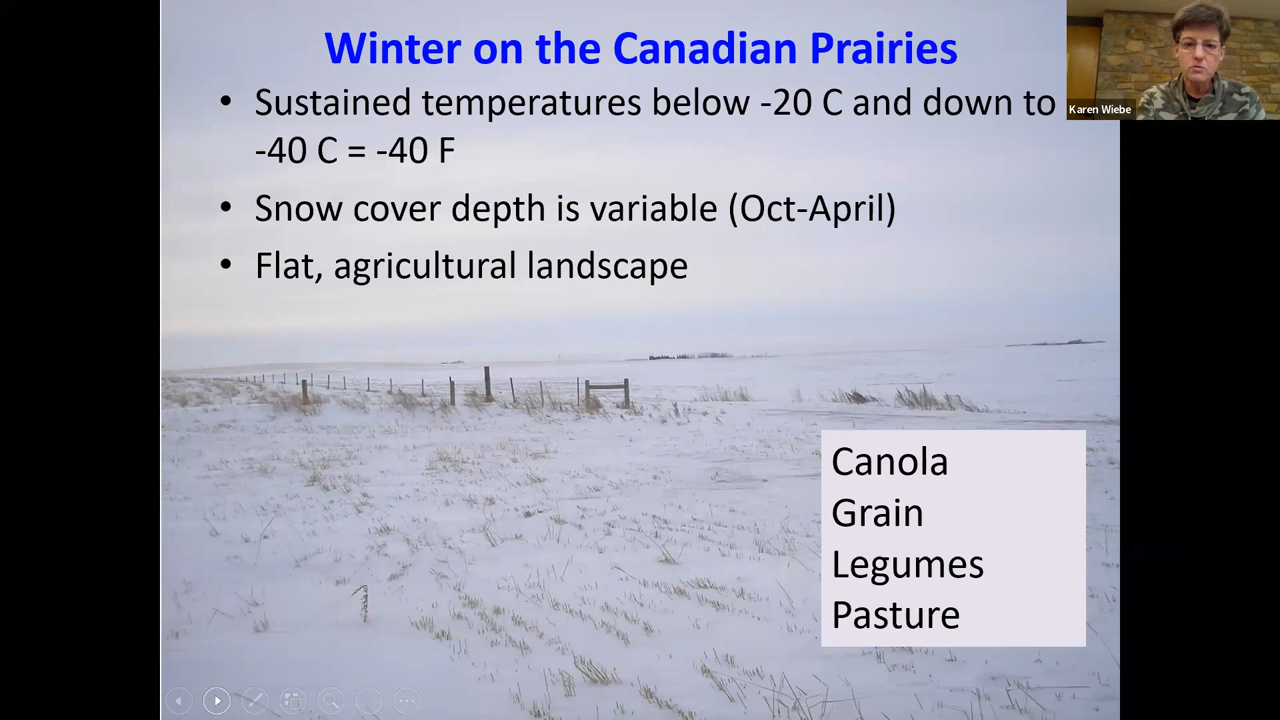 Winter on the Canadian Prairies
• Sustained temperatures below -20 C and down to
-40 C = -40 F
• Snow cover depth is variable (Oct-April)
• Flat, agricultural landscape
Karen Wiebe
Canola
Grain
Legumes
Pasture